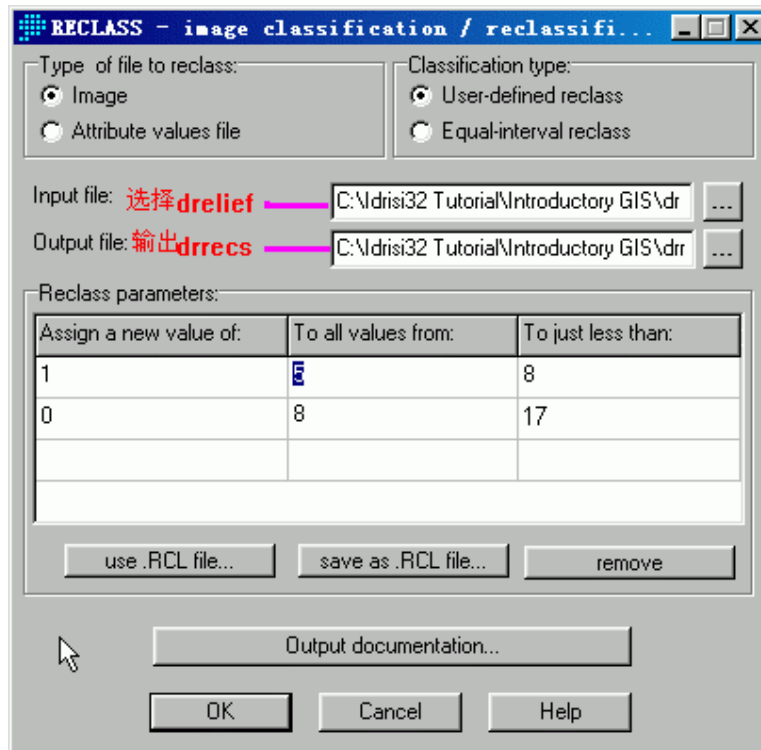 RECLASS - image classification / reclassifi...
Type of file to reclass:
Image
Attribute values file
Classification type:
User-defined reclass
Equal-interval reclass
Input file: 选择drelief C:\Idrisi32 Tutorial\Introductory GIS\dr ...
Output file: 输出drrecs C:\Idrisi32 Tutorial\Introductory GIS\drr ...
Reclass parameters:
Assign a new value of: To all values from: To just less than:
1 5 8
0 8 17
use .RCL file... save as .RCL file... remove
Output documentation...
OK Cancel Help